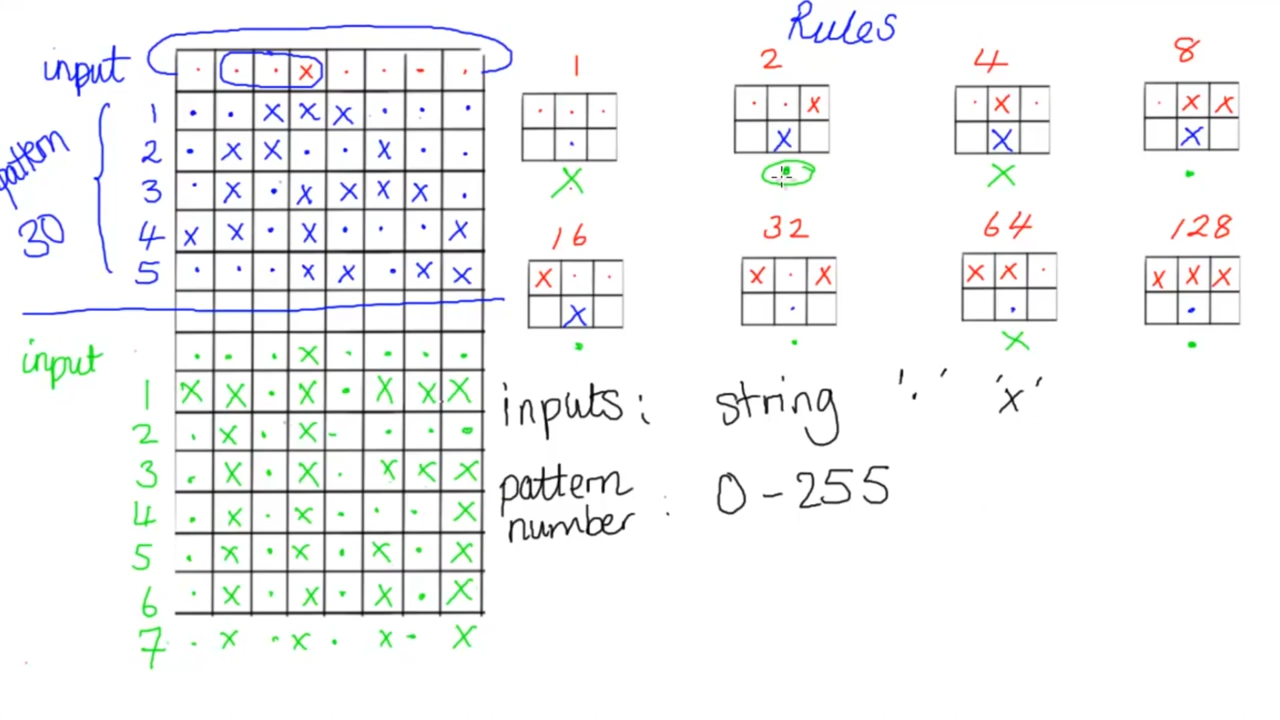 Rules
input . . . x . . . .
1 . . x x x . . .
2 . x x . . x . .
3 . x . x x x x .
4 x x . x . . . x
5 . . . x x . x x
pattern
30
1 2 4 8
. . . . . x . x . . x x
. x x x
x . x .
16 32 64 128
x . . x . x x x . x x x
x . . .
. . x .
input . . . x . . . .
1 x x . x . x x x
2 . x . x - . . .
3 . x . x . x x x
4 . x . x . . . x
5 . x . x . x . x
6 . x . x . x . x
7 . x . x . x . x
inputs: string '.' 'x'
pattern
number : 0-255